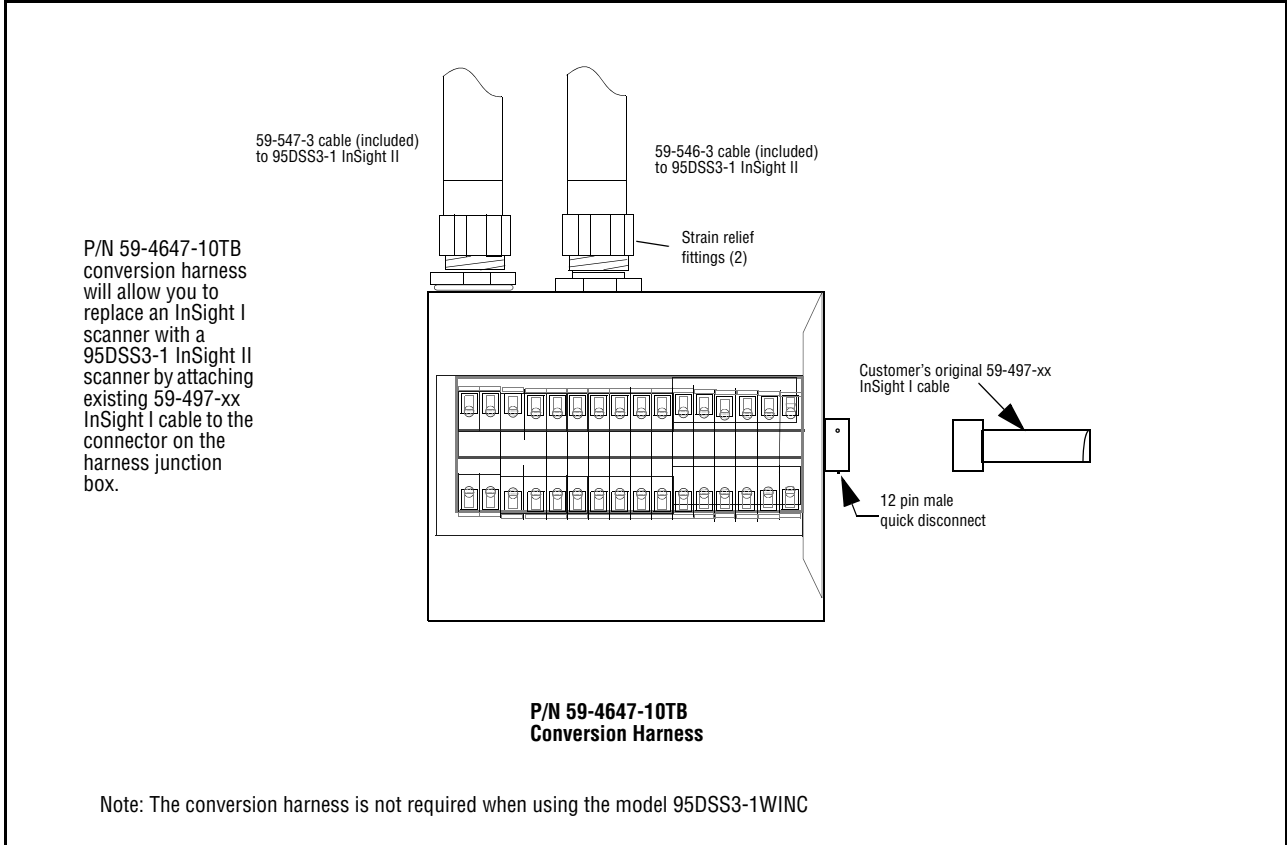 59-547-3 cable (included)
to 95DSS3-1 InSight II
59-546-3 cable (included)
to 95DSS3-1 InSight II
Strain relief
fittings (2)
P/N 59-4647-10TB
conversion harness
will allow you to
replace an InSight I
scanner with a
95DSS3-1 InSight II
scanner by attaching
existing 59-497-xx
InSight I cable to the
connector on the
harness junction
box.
Customer's original 59-497-xx
InSight I cable
12 pin male
quick disconnect
P/N 59-4647-10TB
Conversion Harness
Note: The conversion harness is not required when using the model 95DSS3-1WINC